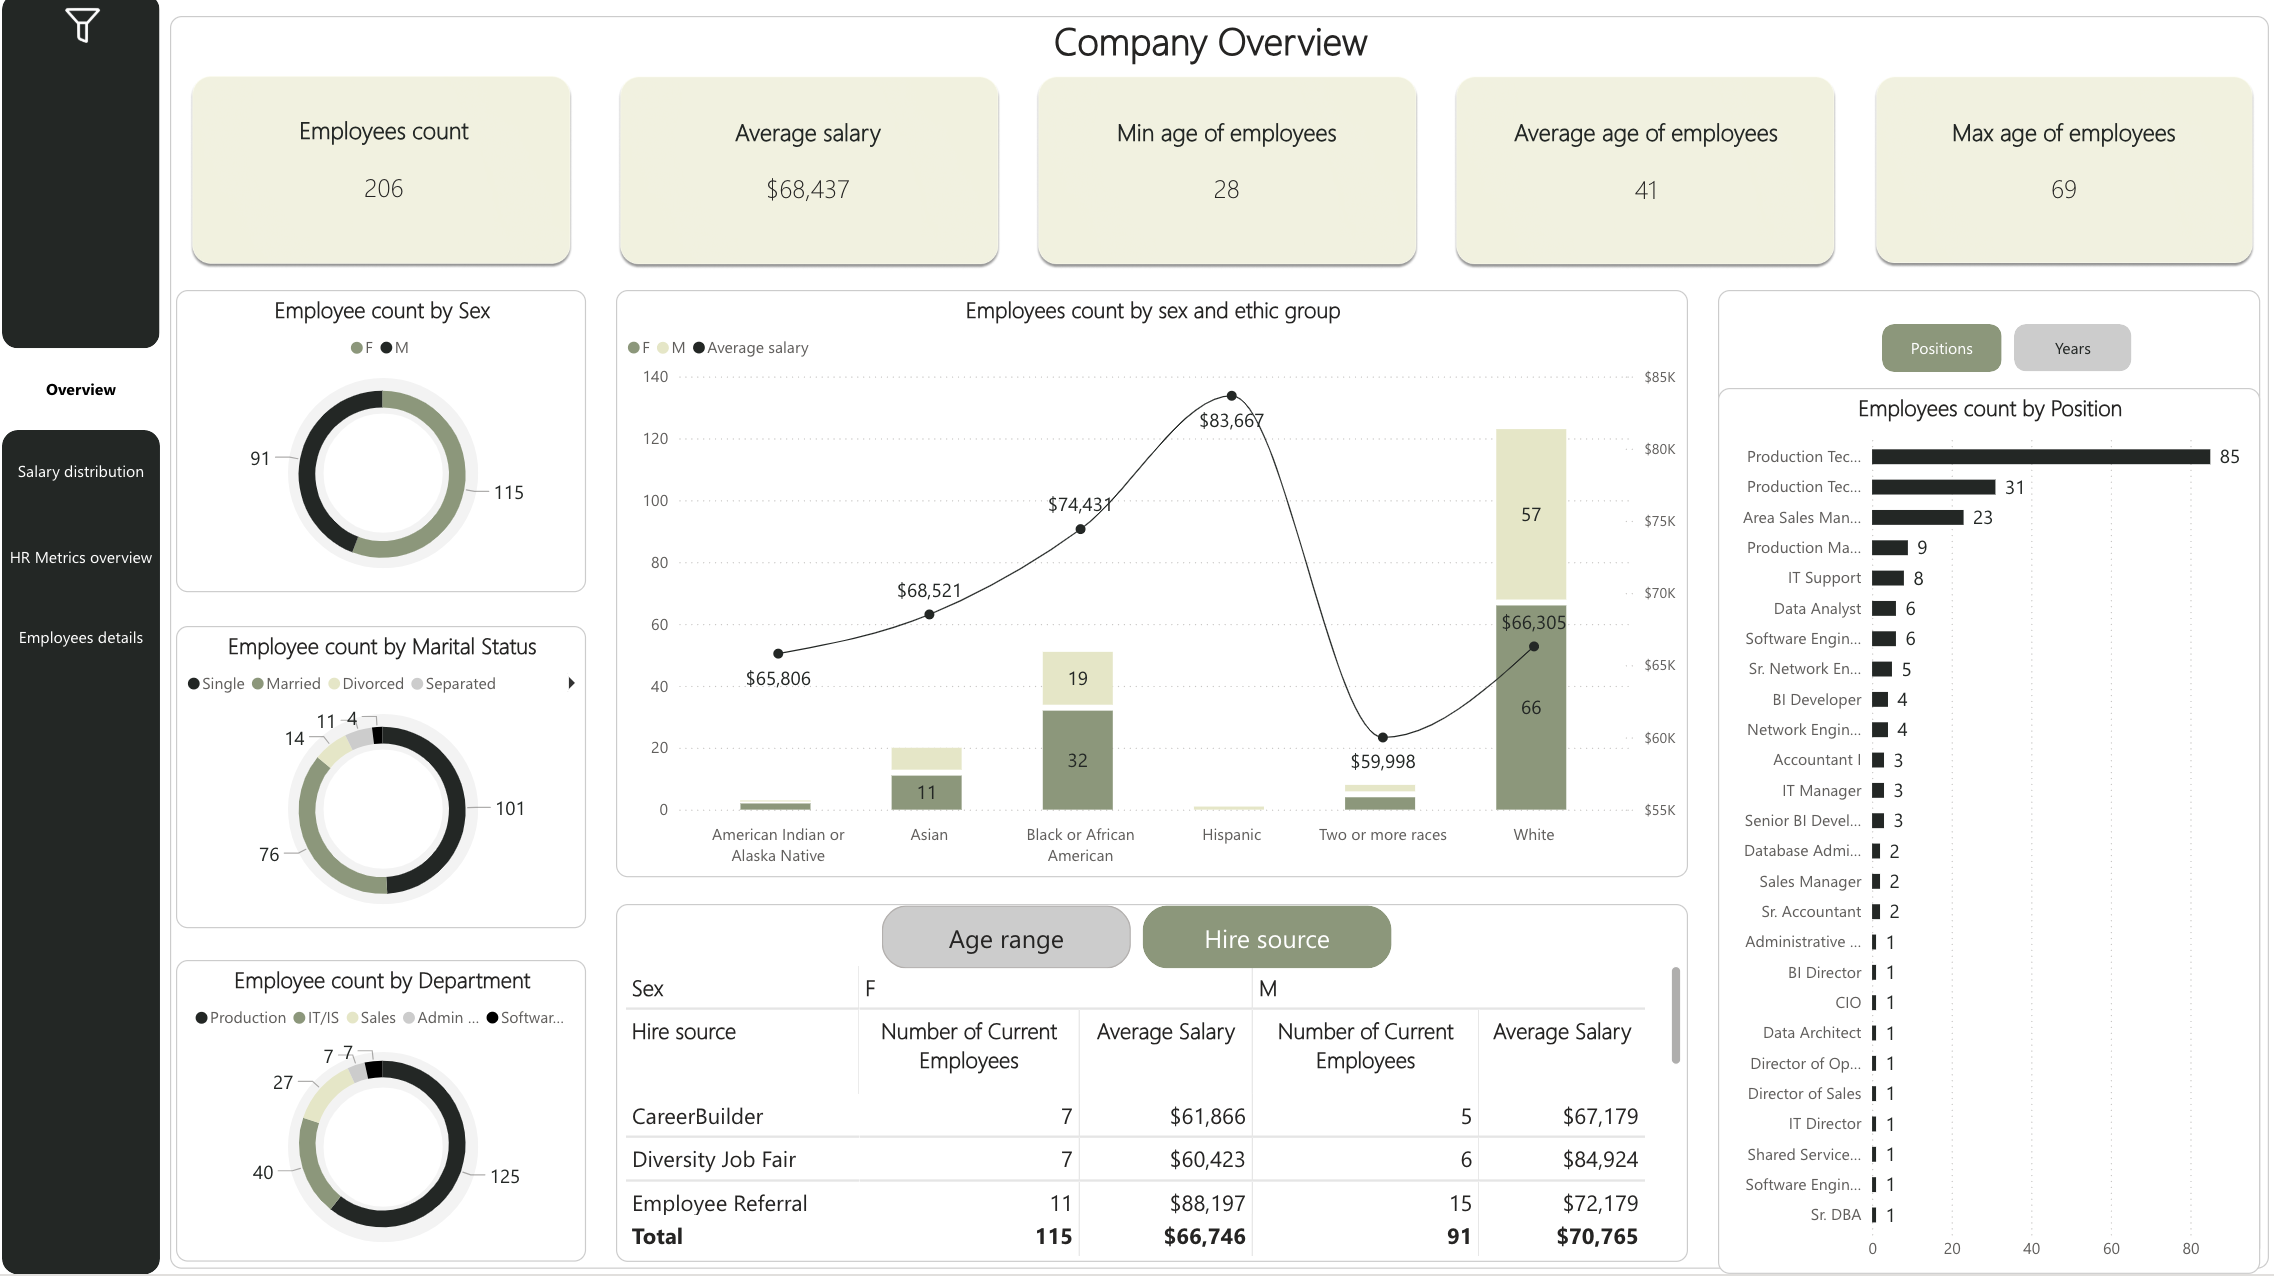 Company Overview
Employees count
206
Average salary
$68,437
Min age of employees
28
Average age of employees
41
Max age of employees
69
Overview
Salary distribution
HR Metrics overview
Employees details
Employee count by Sex
F M
91
115
Employee count by Marital Status
Single Married Divorced Separated
11 4
14
101
76
Employee count by Department
Production IT/IS Sales Admin ... Softwar...
7 7
27
40
125
Employees count by sex and ethic group
F M Average salary
140
120
100
80
60
40
20
0
$85K
$80K
$75K
$70K
$65K
$60K
$55K
$65,806
$68,521
$74,431
$83,667
$59,998
$66,305
11
19
32
57
66
American Indian or
Alaska Native
Asian
Black or African
American
Hispanic
Two or more races
White
Age range
Hire source
Sex F M
Hire source Number of Current Average Salary Number of Current Average Salary
Employees Employees
CareerBuilder 7 $61,866 5 $67,179
Diversity Job Fair 7 $60,423 6 $84,924
Employee Referral 11 $88,197 15 $72,179
Total 115 $66,746 91 $70,765
Positions
Years
Employees count by Position
Production Tec... 85
Production Tec... 31
Area Sales Man... 23
Production Ma... 9
IT Support 8
Data Analyst 6
Software Engin... 6
Sr. Network En... 5
BI Developer 4
Network Engin... 4
Accountant I 3
IT Manager 3
Senior BI Devel... 3
Database Admi... 2
Sales Manager 2
Sr. Accountant 2
Administrative ... 1
BI Director 1
CIO 1
Data Architect 1
Director of Op... 1
Director of Sales 1
IT Director 1
Shared Service... 1
Software Engin... 1
Sr. DBA 1
0 20 40 60 80